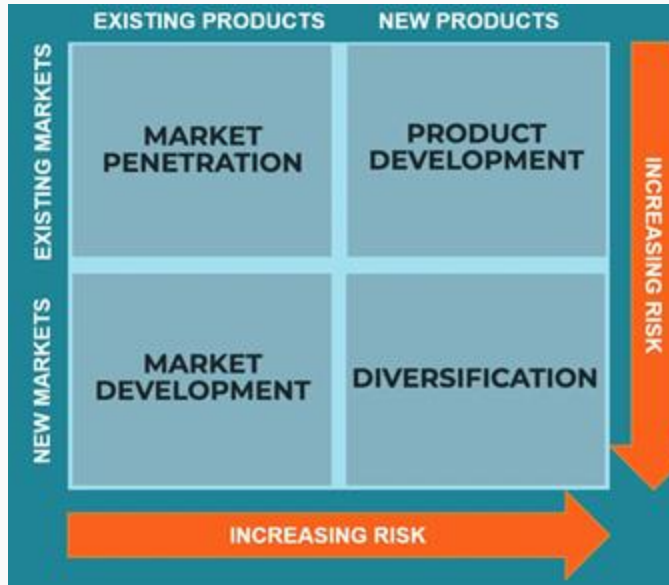 EXISTING PRODUCTS
NEW PRODUCTS
EXISTING MARKETS
MARKET
PENETRATION
PRODUCT
DEVELOPMENT
INCREASING RISK
NEW MARKETS
MARKET
DEVELOPMENT
DIVERSIFICATION
INCREASING RISK